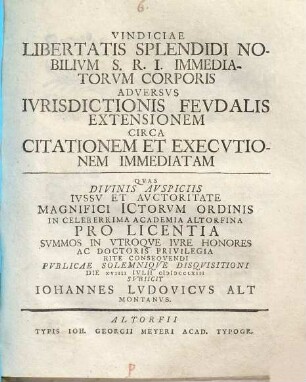 6.
VINDICIAE
LIBERTATIS SPLENDIDI NO-
BILIVM S. R. I. IMMEDIA-
TORVM CORPORIS
ADVERSVS
IVRISDICTIONIS FEVDALIS
EXTENSIONEM
CIRCA
CITATIONEM ET EXECVTIO-
NEM IMMEDIATAM
QVAS
DIVINIS AVSPICIIS
IVSSV ET AVCTORITATE
MAGNIFICI ICTORVM ORDINIS
IN CELEBERRIMA ACADEMIA ALTORFINA
PRO LICENTIA
SVMMOS IN VTROQVE IVRE HONORES
AC DOCTORIS PRIVILEGIA
RITE CONSEQVENDI
PVBLICAE SOLEMNIQVE DISQVISITIONI
DIE IVLII
SVBIICIT
IOHANNES LVDOVICVS ALT
MONTANVS.
ALTORFII
TYPIS IOH. GEORGII MEYERI ACAD. TYPOGR.
P